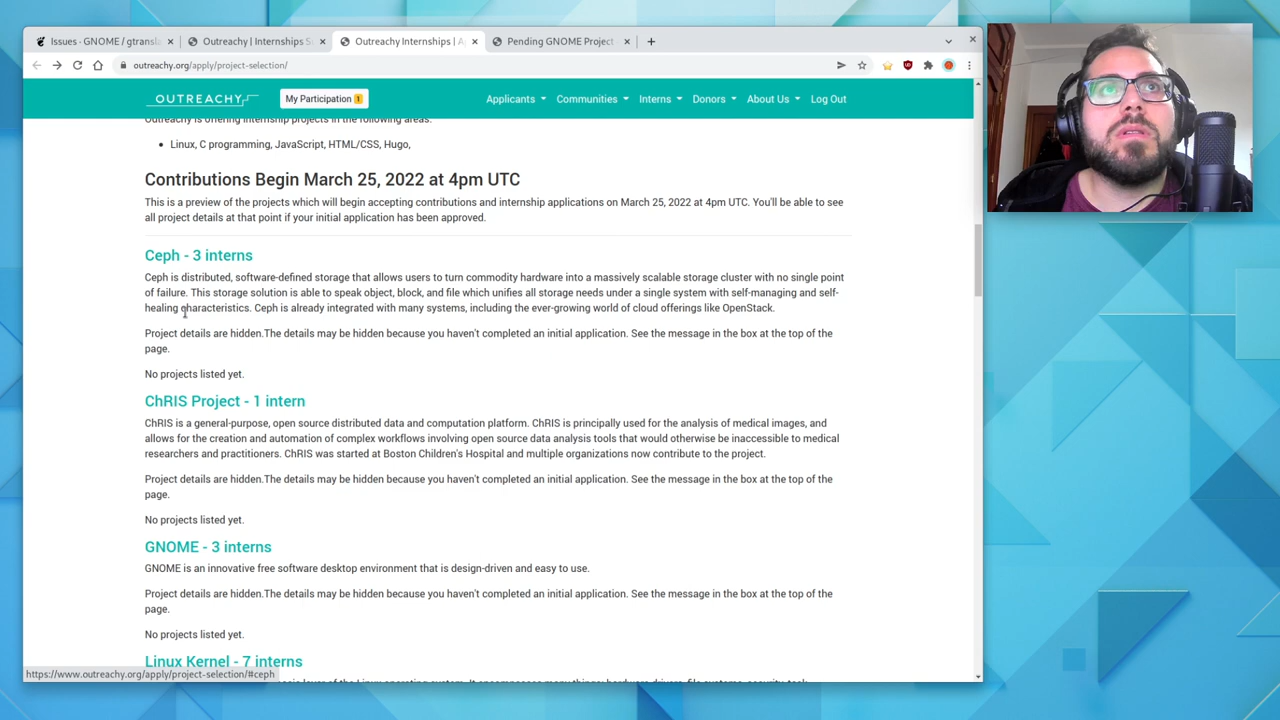 Issues · GNOME / gtransla
Outreachy | Internships S
Outreachy Internships | A
Pending GNOME Project
outreachy.org/apply/project-selection/
OUTREACHY
My Participation 1
Applicants
Communities
Interns
Donors
About Us
Log Out
Outreachy is offering internship projects in the following areas:
• Linux, C programming, JavaScript, HTML/CSS, Hugo,
Contributions Begin March 25, 2022 at 4pm UTC
This is a preview of the projects which will begin accepting contributions and internship applications on March 25, 2022 at 4pm UTC. You'll be able to see
all project details at that point if your initial application has been approved.
Ceph - 3 interns
Ceph is distributed, software-defined storage that allows users to turn commodity hardware into a massively scalable storage cluster with no single point
of failure. This storage solution is able to speak object, block, and file which unifies all storage needs under a single system with self-managing and self-
healing characteristics. Ceph is already integrated with many systems, including the ever-growing world of cloud offerings like OpenStack.
Project details are hidden.The details may be hidden because you haven't completed an initial application. See the message in the box at the top of the
page.
No projects listed yet.
ChRIS Project - 1 intern
ChRIS is a general-purpose, open source distributed data and computation platform. ChRIS is principally used for the analysis of medical images, and
allows for the creation and automation of complex workflows involving open source data analysis tools that would otherwise be inaccessible to medical
researchers and practitioners. ChRIS was started at Boston Children's Hospital and multiple organizations now contribute to the project.
Project details are hidden.The details may be hidden because you haven't completed an initial application. See the message in the box at the top of the
page.
No projects listed yet.
GNOME - 3 interns
GNOME is an innovative free software desktop environment that is design-driven and easy to use.
Project details are hidden.The details may be hidden because you haven't completed an initial application. See the message in the box at the top of the
page.
No projects listed yet.
Linux Kernel - 7 interns
https://www.outreachy.org/apply/project-selection/#ceph